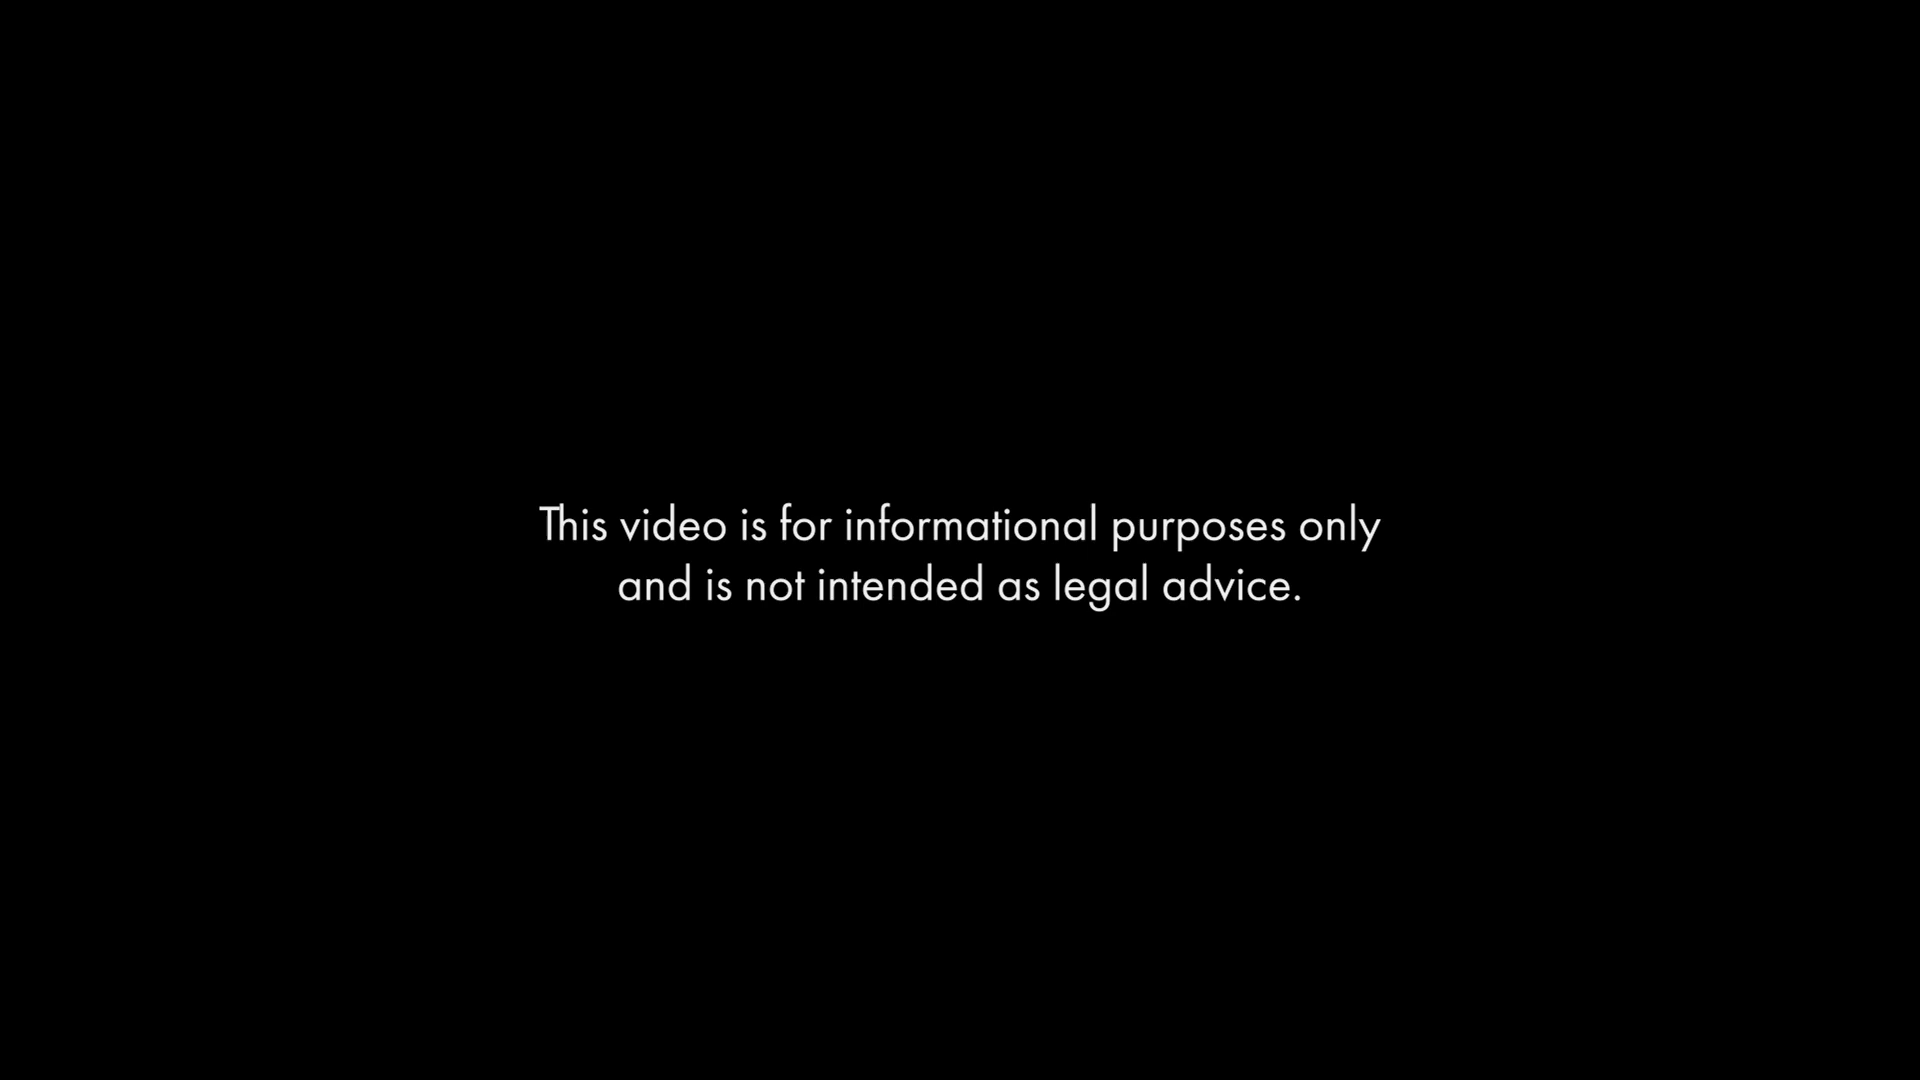 This video is for informational purposes only
and is not intended as legal advice.